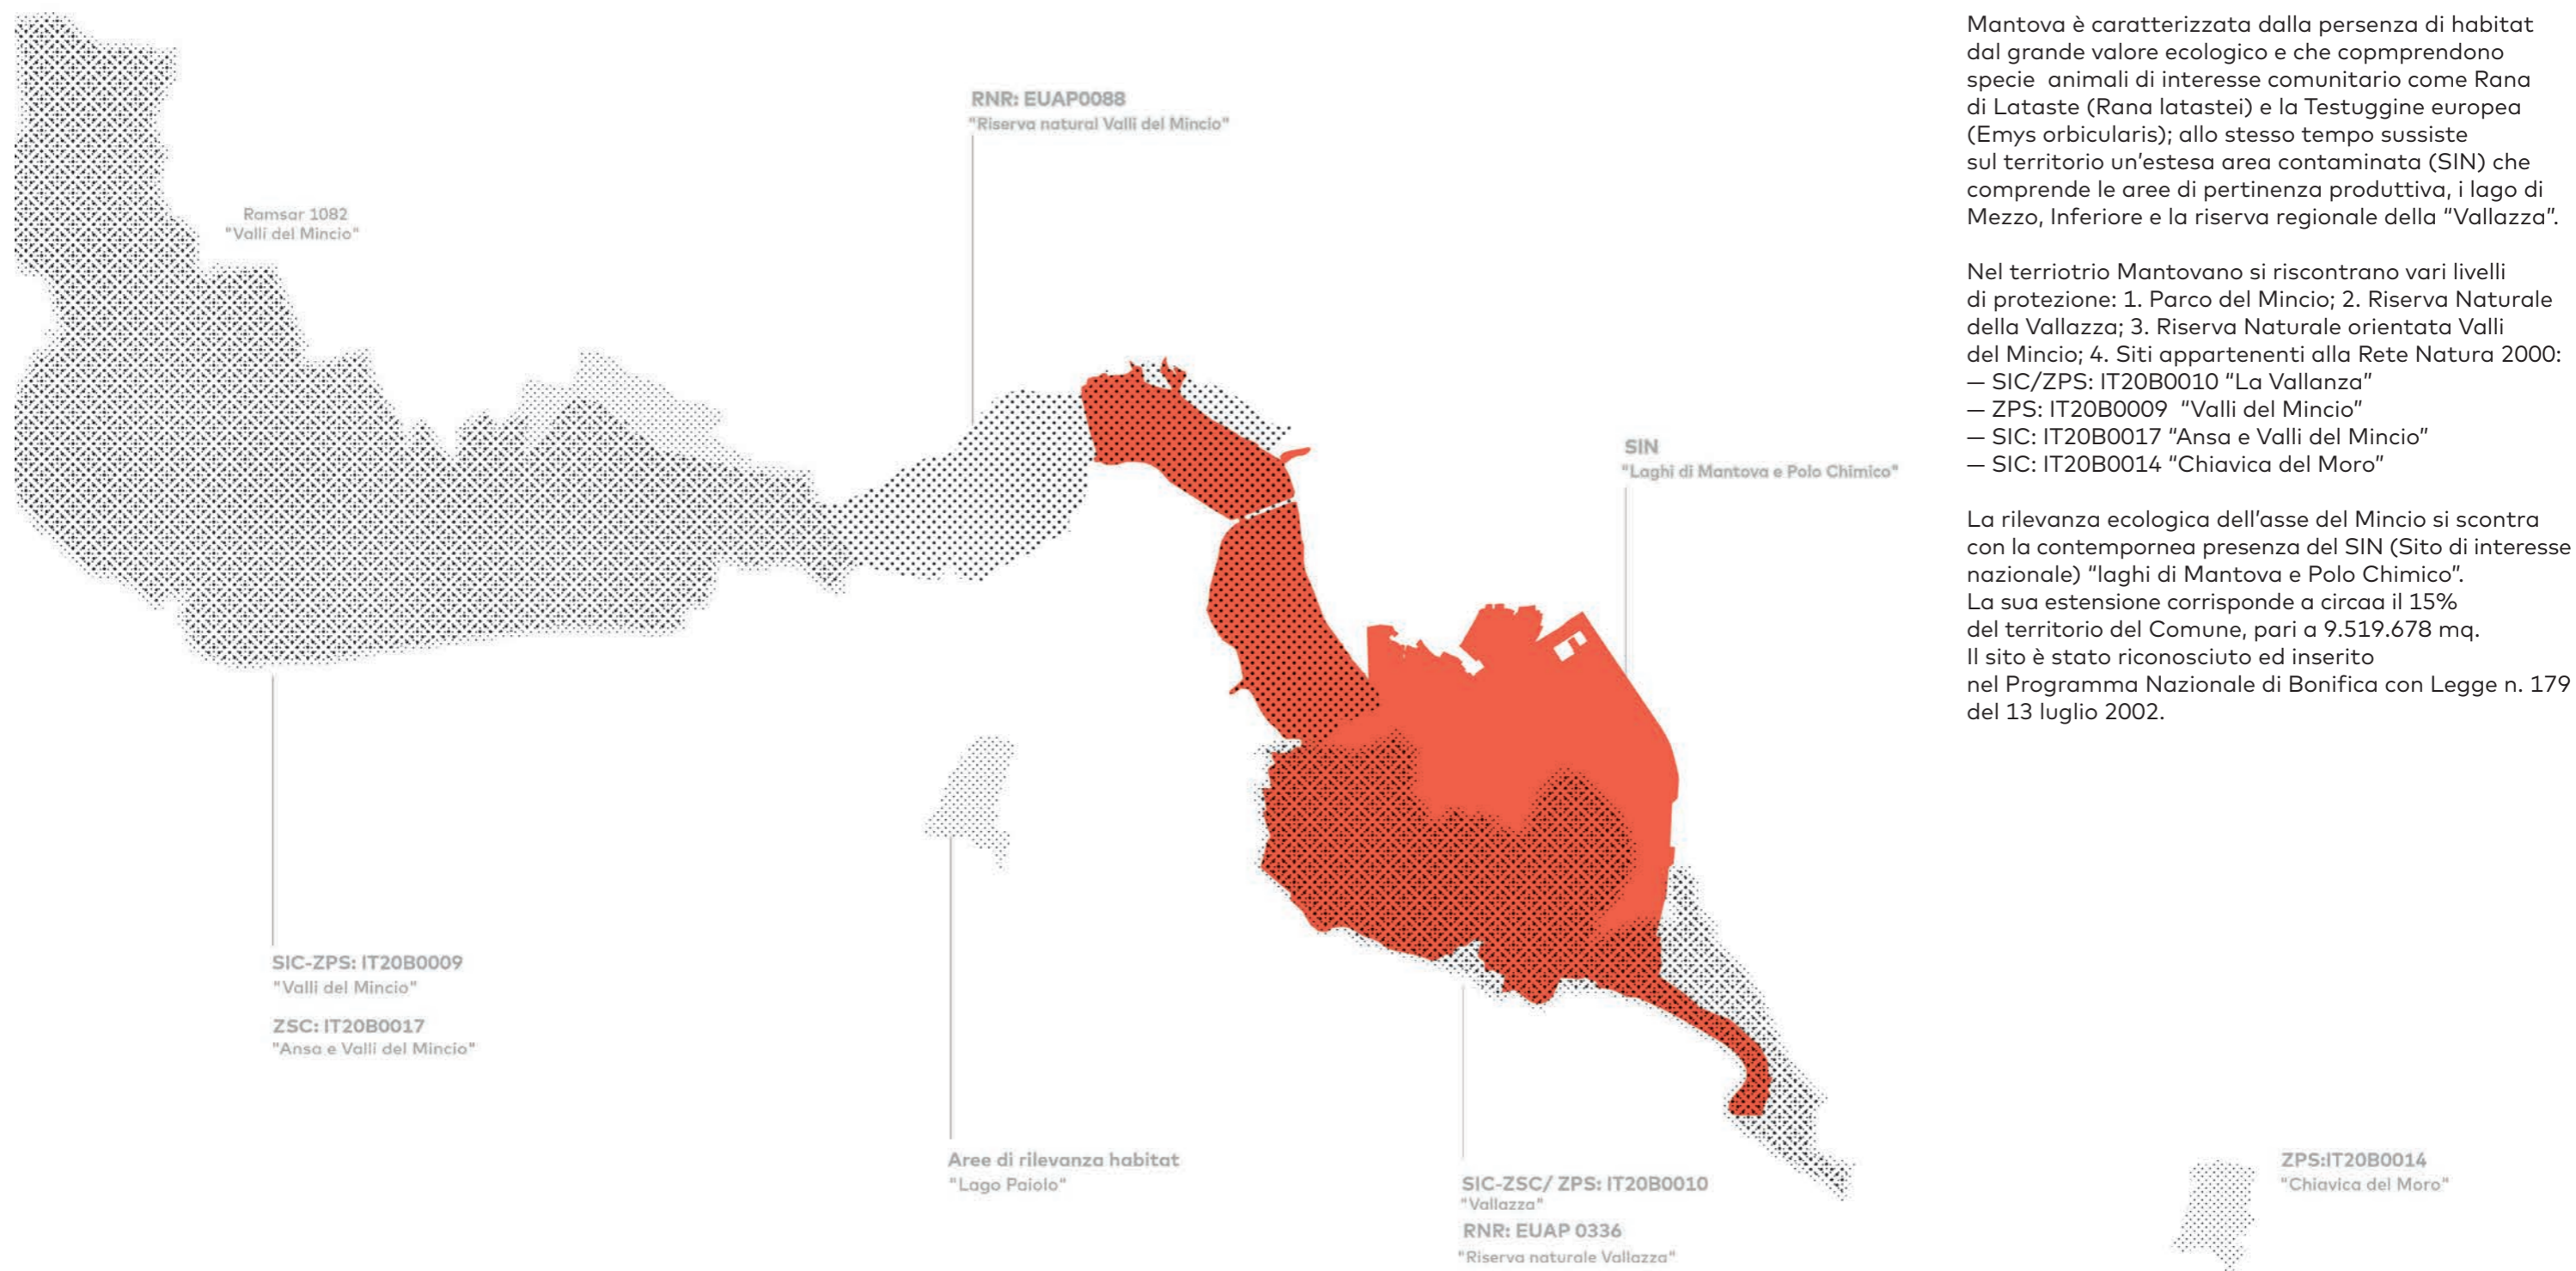 Mantova è caratterizzata dalla persenza di habitat
dal grande valore ecologico e che copmprendono
specie  animali di interesse comunitario come Rana
di Lataste (Rana latastei) e la Testuggine europea
(Emys orbicularis); allo stesso tempo sussiste
sul territorio un’estesa area contaminata (SIN) che
comprende le aree di pertinenza produttiva, i lago di
Mezzo, Inferiore e la riserva regionale della “Vallazza”.
Nel terriotrio Mantovano si riscontrano vari livelli
di protezione: 1. Parco del Mincio; 2. Riserva Naturale
della Vallazza; 3. Riserva Naturale orientata Valli
del Mincio; 4. Siti appartenenti alla Rete Natura 2000:
— SIC/ZPS: IT20B0010 “La Vallanza”
— ZPS: IT20B0009  “Valli del Mincio”
— SIC: IT20B0017 “Ansa e Valli del Mincio”
— SIC: IT20B0014 “Chiavica del Moro”
La rilevanza ecologica dell’asse del Mincio si scontra
con la contempornea presenza del SIN (Sito di interesse
nazionale) “laghi di Mantova e Polo Chimico”.
La sua estensione corrisponde a circaa il 15%
del territorio del Comune, pari a 9.519.678 mq.
Il sito è stato riconosciuto ed inserito
nel Programma Nazionale di Bonifica con Legge n. 179
del 13 luglio 2002.
RNR: EUAP0088
"Riserva natural Valli del Mincio"
Ramsar 1082
"Valli del Mincio"
SIN
"Laghi di Mantova e Polo Chimico"
SIC-ZPS: IT20B0009
"Valli del Mincio"
ZSC: IT20B0017
"Ansa e Valli del Mincio"
Aree di rilevanza habitat
"Lago Paiolo"
SIC-ZSC/ ZPS: IT20B0010
"Vallazza"
RNR: EUAP 0336
"Riserva naturale Vallazza"
ZPS:IT20B0014
"Chiavica del Moro"